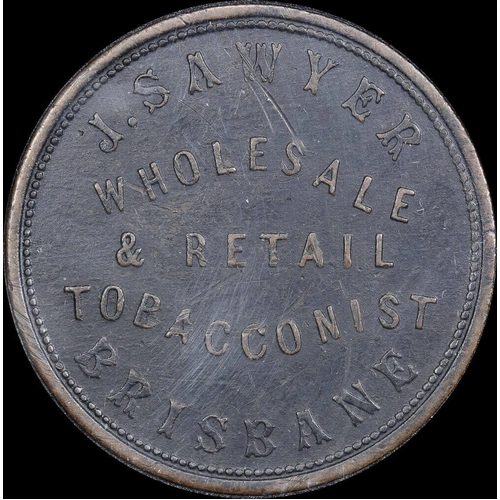 J. SAWYER
WHOLESALE
& RETAIL
TOBACCONIST
BRISBANE